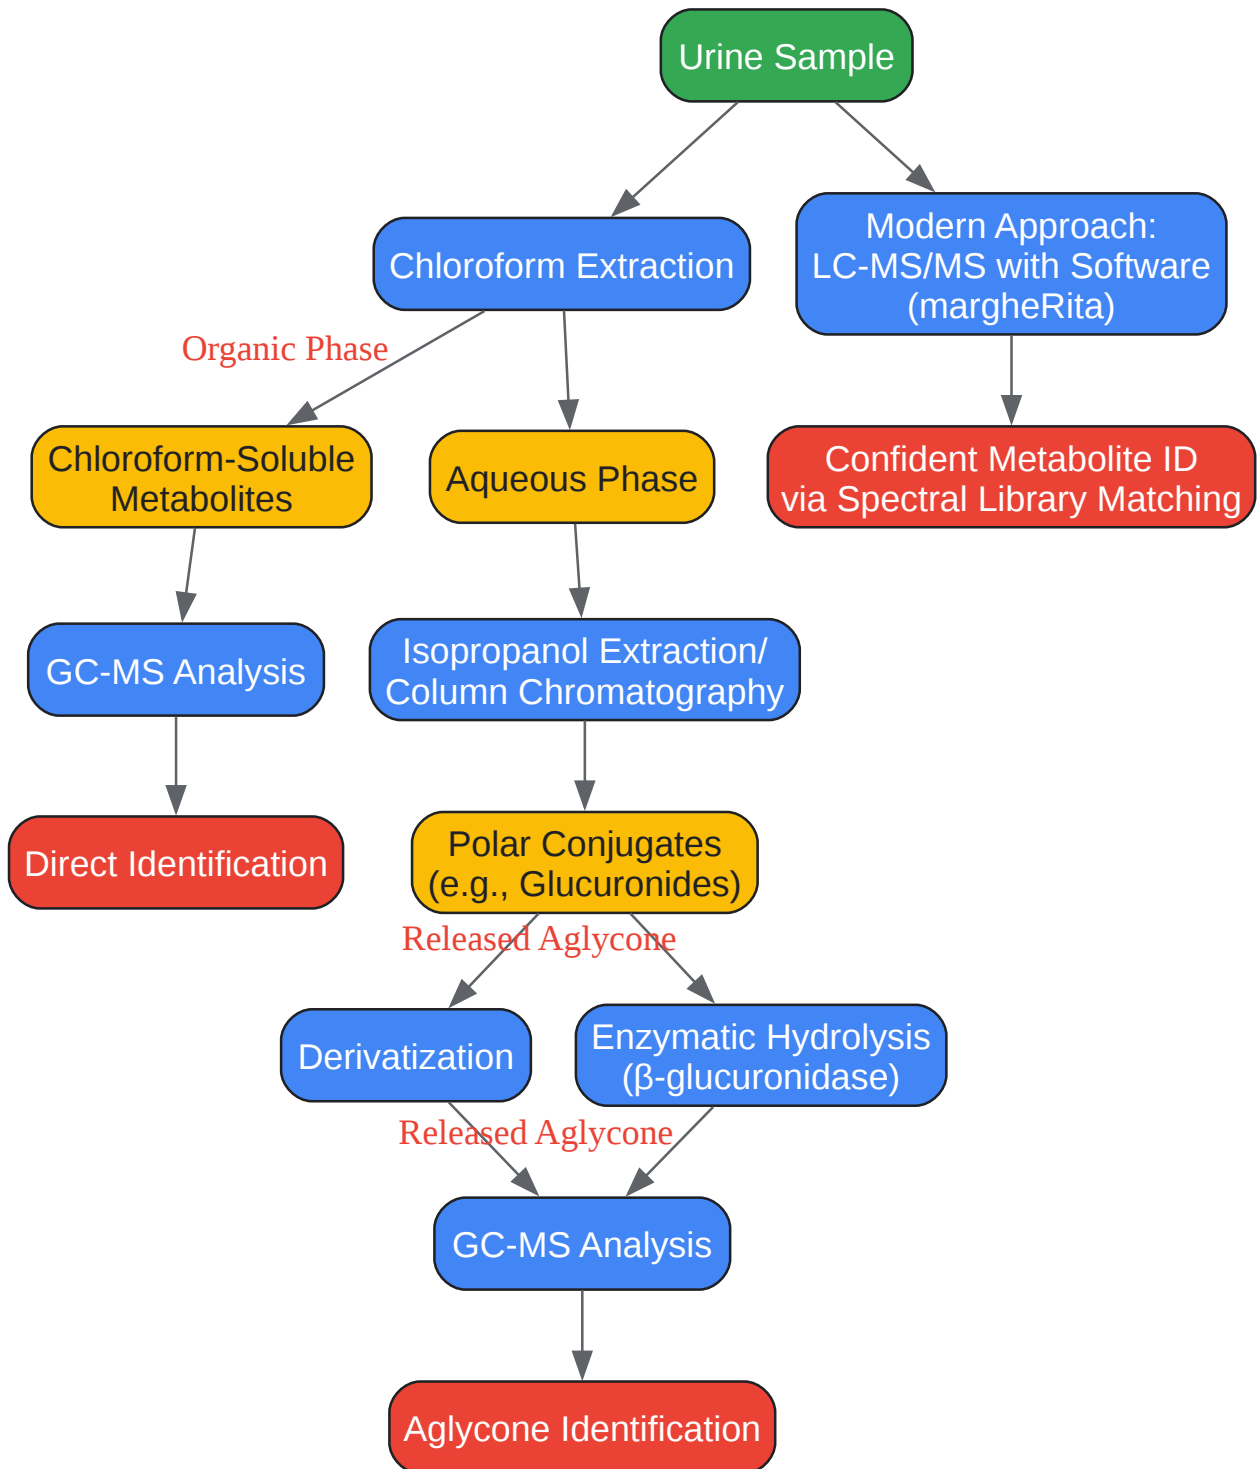 Urine Sample
Chloroform Extraction
Modern Approach:
LC-MS/MS with Software
(margheRita)
Organic Phase
Chloroform-Soluble
Metabolites
Aqueous Phase
Confident Metabolite ID
via Spectral Library Matching
GC-MS Analysis
Isopropanol Extraction/
Column Chromatography
Direct Identification
Polar Conjugates
(e.g., Glucuronides)
Released Aglycone
Derivatization
Enzymatic Hydrolysis
(β-glucuronidase)
Released Aglycone
GC-MS Analysis
Aglycone Identification